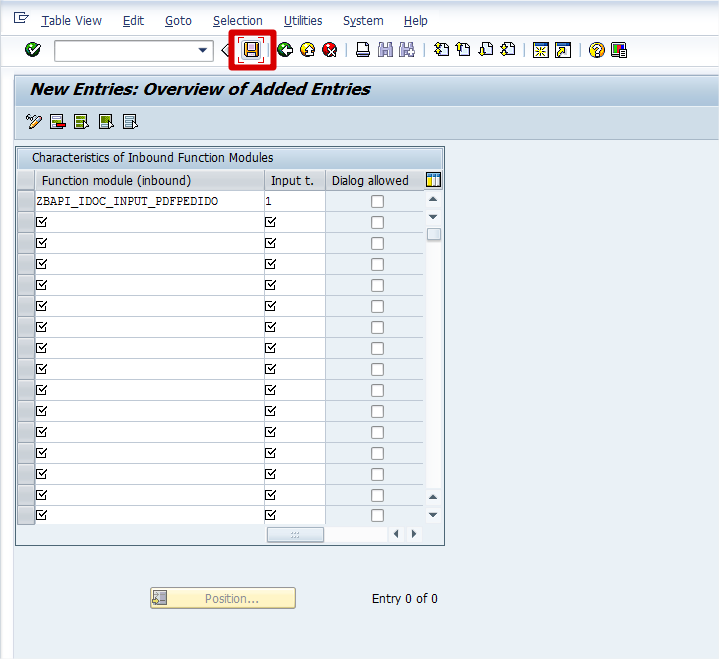 Table View Edit Goto Selection Utilities System Help
New Entries: Overview of Added Entries
Characteristics of Inbound Function Modules
Function module (inbound) Input t. Dialog allowed
ZBAPI_IDOC_INPUT_PDFPEDIDO 1
Position... Entry 0 of 0